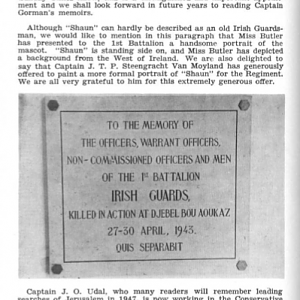 ment and we shall look forward in future years to reading Captain
Gorman's memoirs.
Although "Shaun" can hardly be described as an old Irish Guards-
man, we would like to mention in this paragraph that Miss Butler
has presented to the 1st Battalion a handsome portrait of the
mascot. "Shaun" is standing side on, and Miss Butler has depicted
a background from the West of Ireland. We are also delighted
to say that Captain J. T. P. Steengracht Van Moyland has generously
offered to paint a more formal portrait of "Shaun" for the Regiment.
We are all very grateful to him for this extremely generous offer.
TO THE MEMORY OF
THE OFFICERS, WARRANT OFFICERS,
NON-COMMISSIONED OFFICERS AND MEN
OF THE 1ST BATTALION
IRISH GUARDS,
KILLED IN ACTION AT DJEBEL BOU AOUKAZ
27-30 APRIL, 1943.
QUIS SEPARABIT
Captain J. O. Udal, who many readers will remember leading
searches of Jerusalem in 1947, is now working in the Conservative